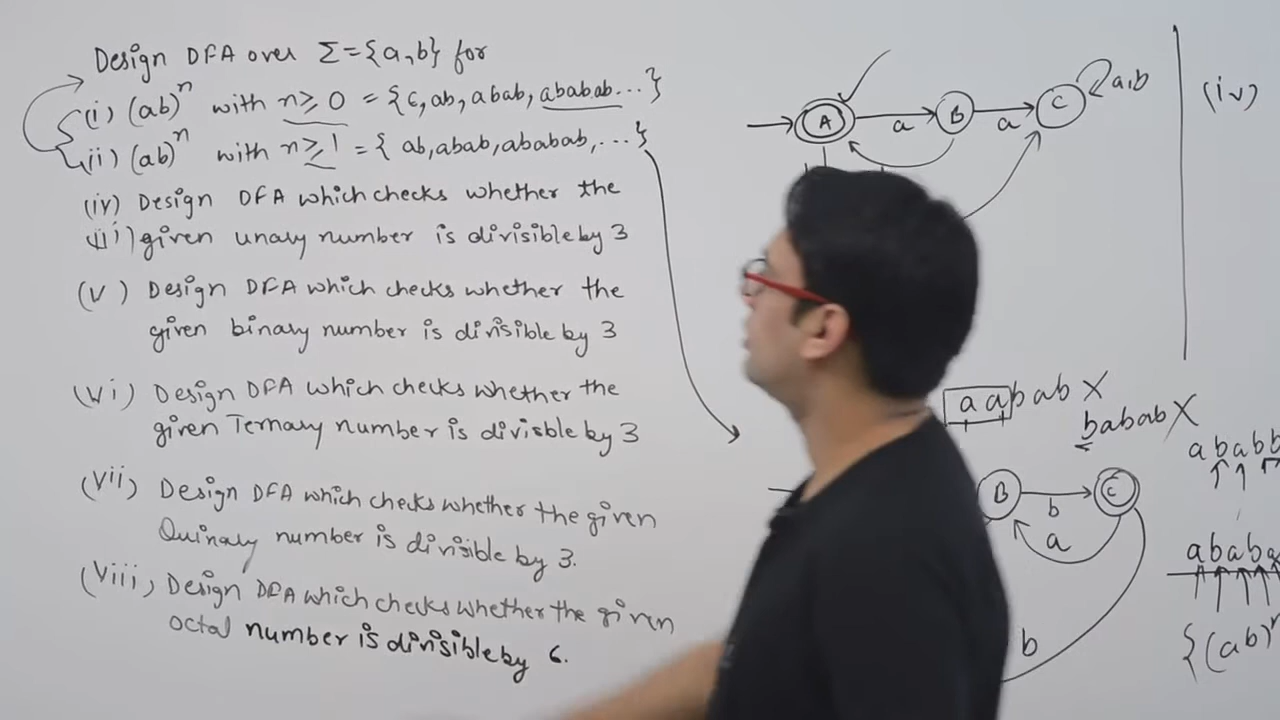 Design DFA over Σ={a,b} for
(i) (ab)ⁿ with n≥0 = {ε, ab, abab, ababab...}
(ii) (ab)ⁿ with n≥1 = { ab, abab, ababab, ...}
(iv) Design DFA which checks whether the
given unary number is divisible by 3
(v) Design DFA which checks whether the
given binary number is divisible by 3
(vi) Design DFA which checks whether the
given Ternary number is divisble by 3
(vii) Design DFA which checks whether the given
Quinary number is divisible by 3.
(viii) Design DFA which checks whether the given
octal number is divisible by 6.
A a B a C a,b
(iv)
aababab X
babab X
ababb
B b C
a
ababa
b
{(ab)ⁿ